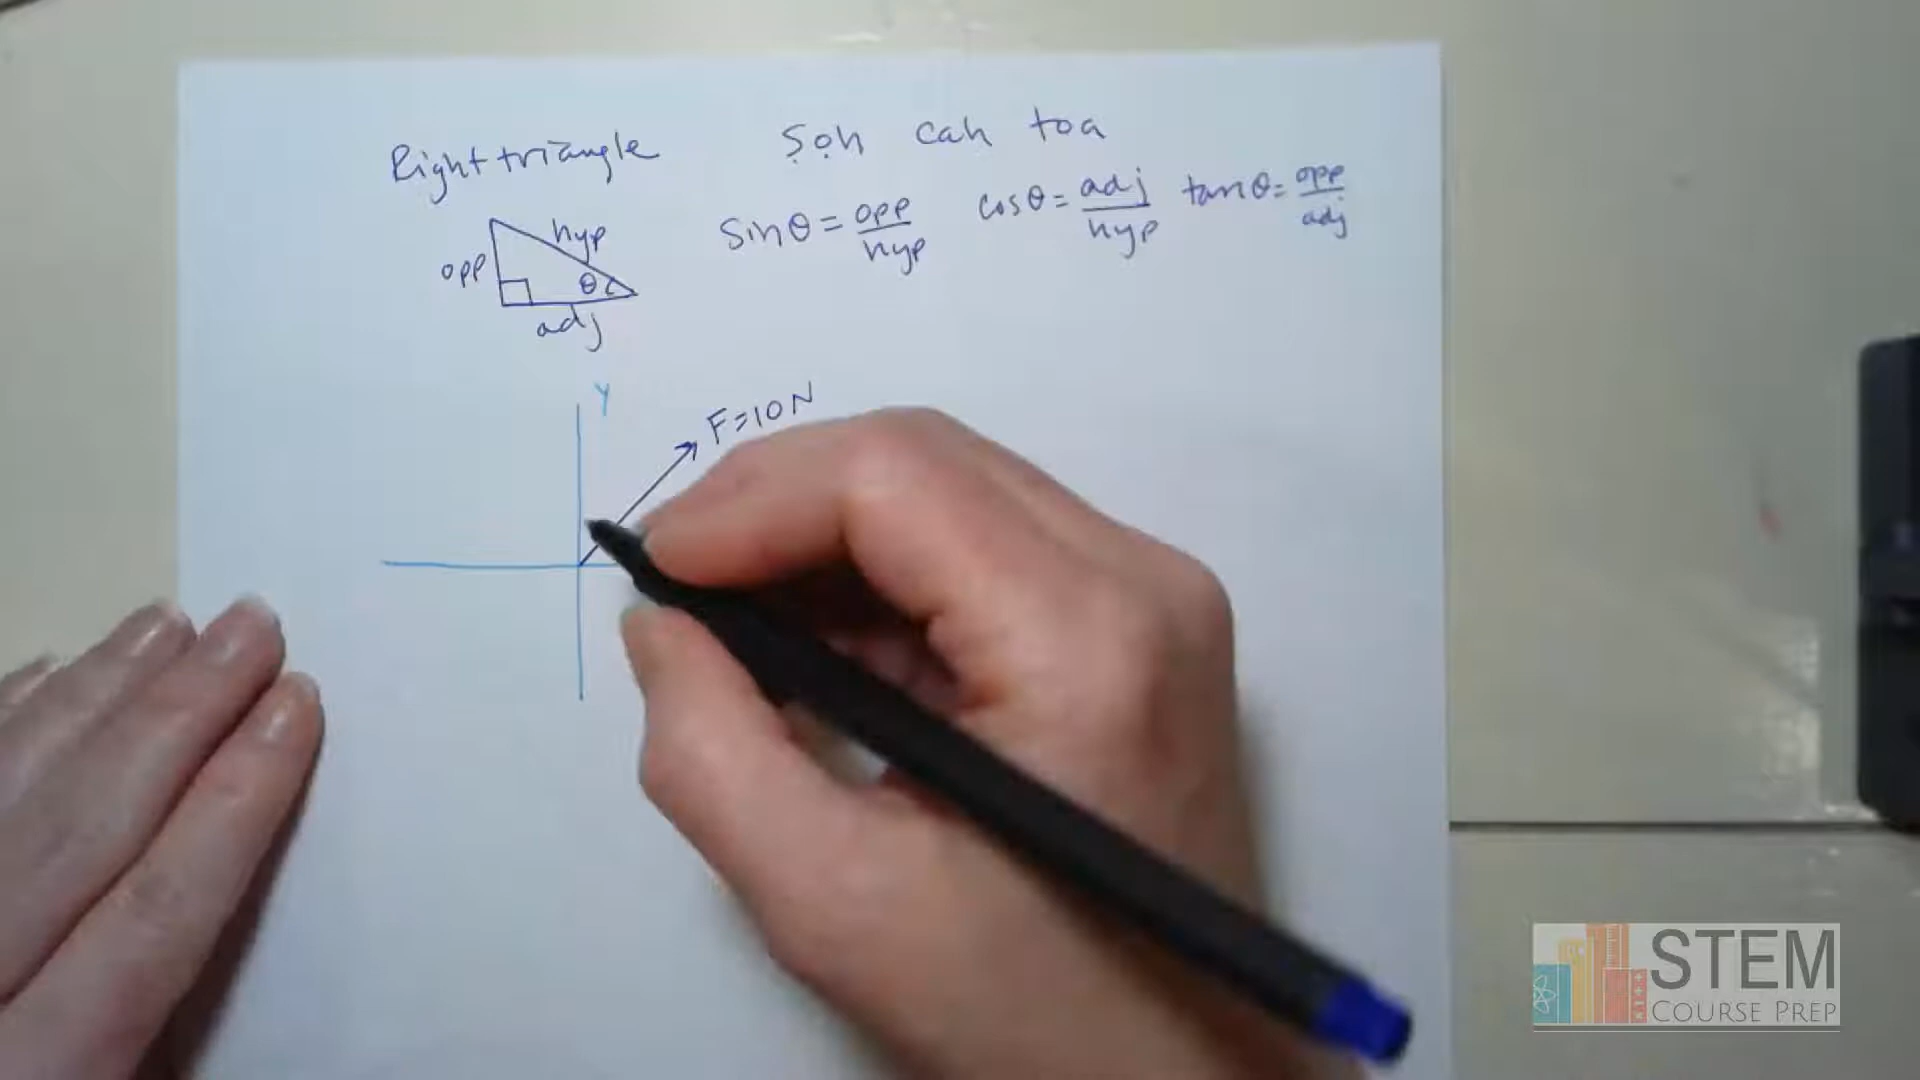 Right triangle
Soh cah toa
sinθ = opp/hyp cosθ = adj/hyp tanθ = opp/adj
hyp
opp
θ
adj
Y
F=10N
STEM
COURSE PREP